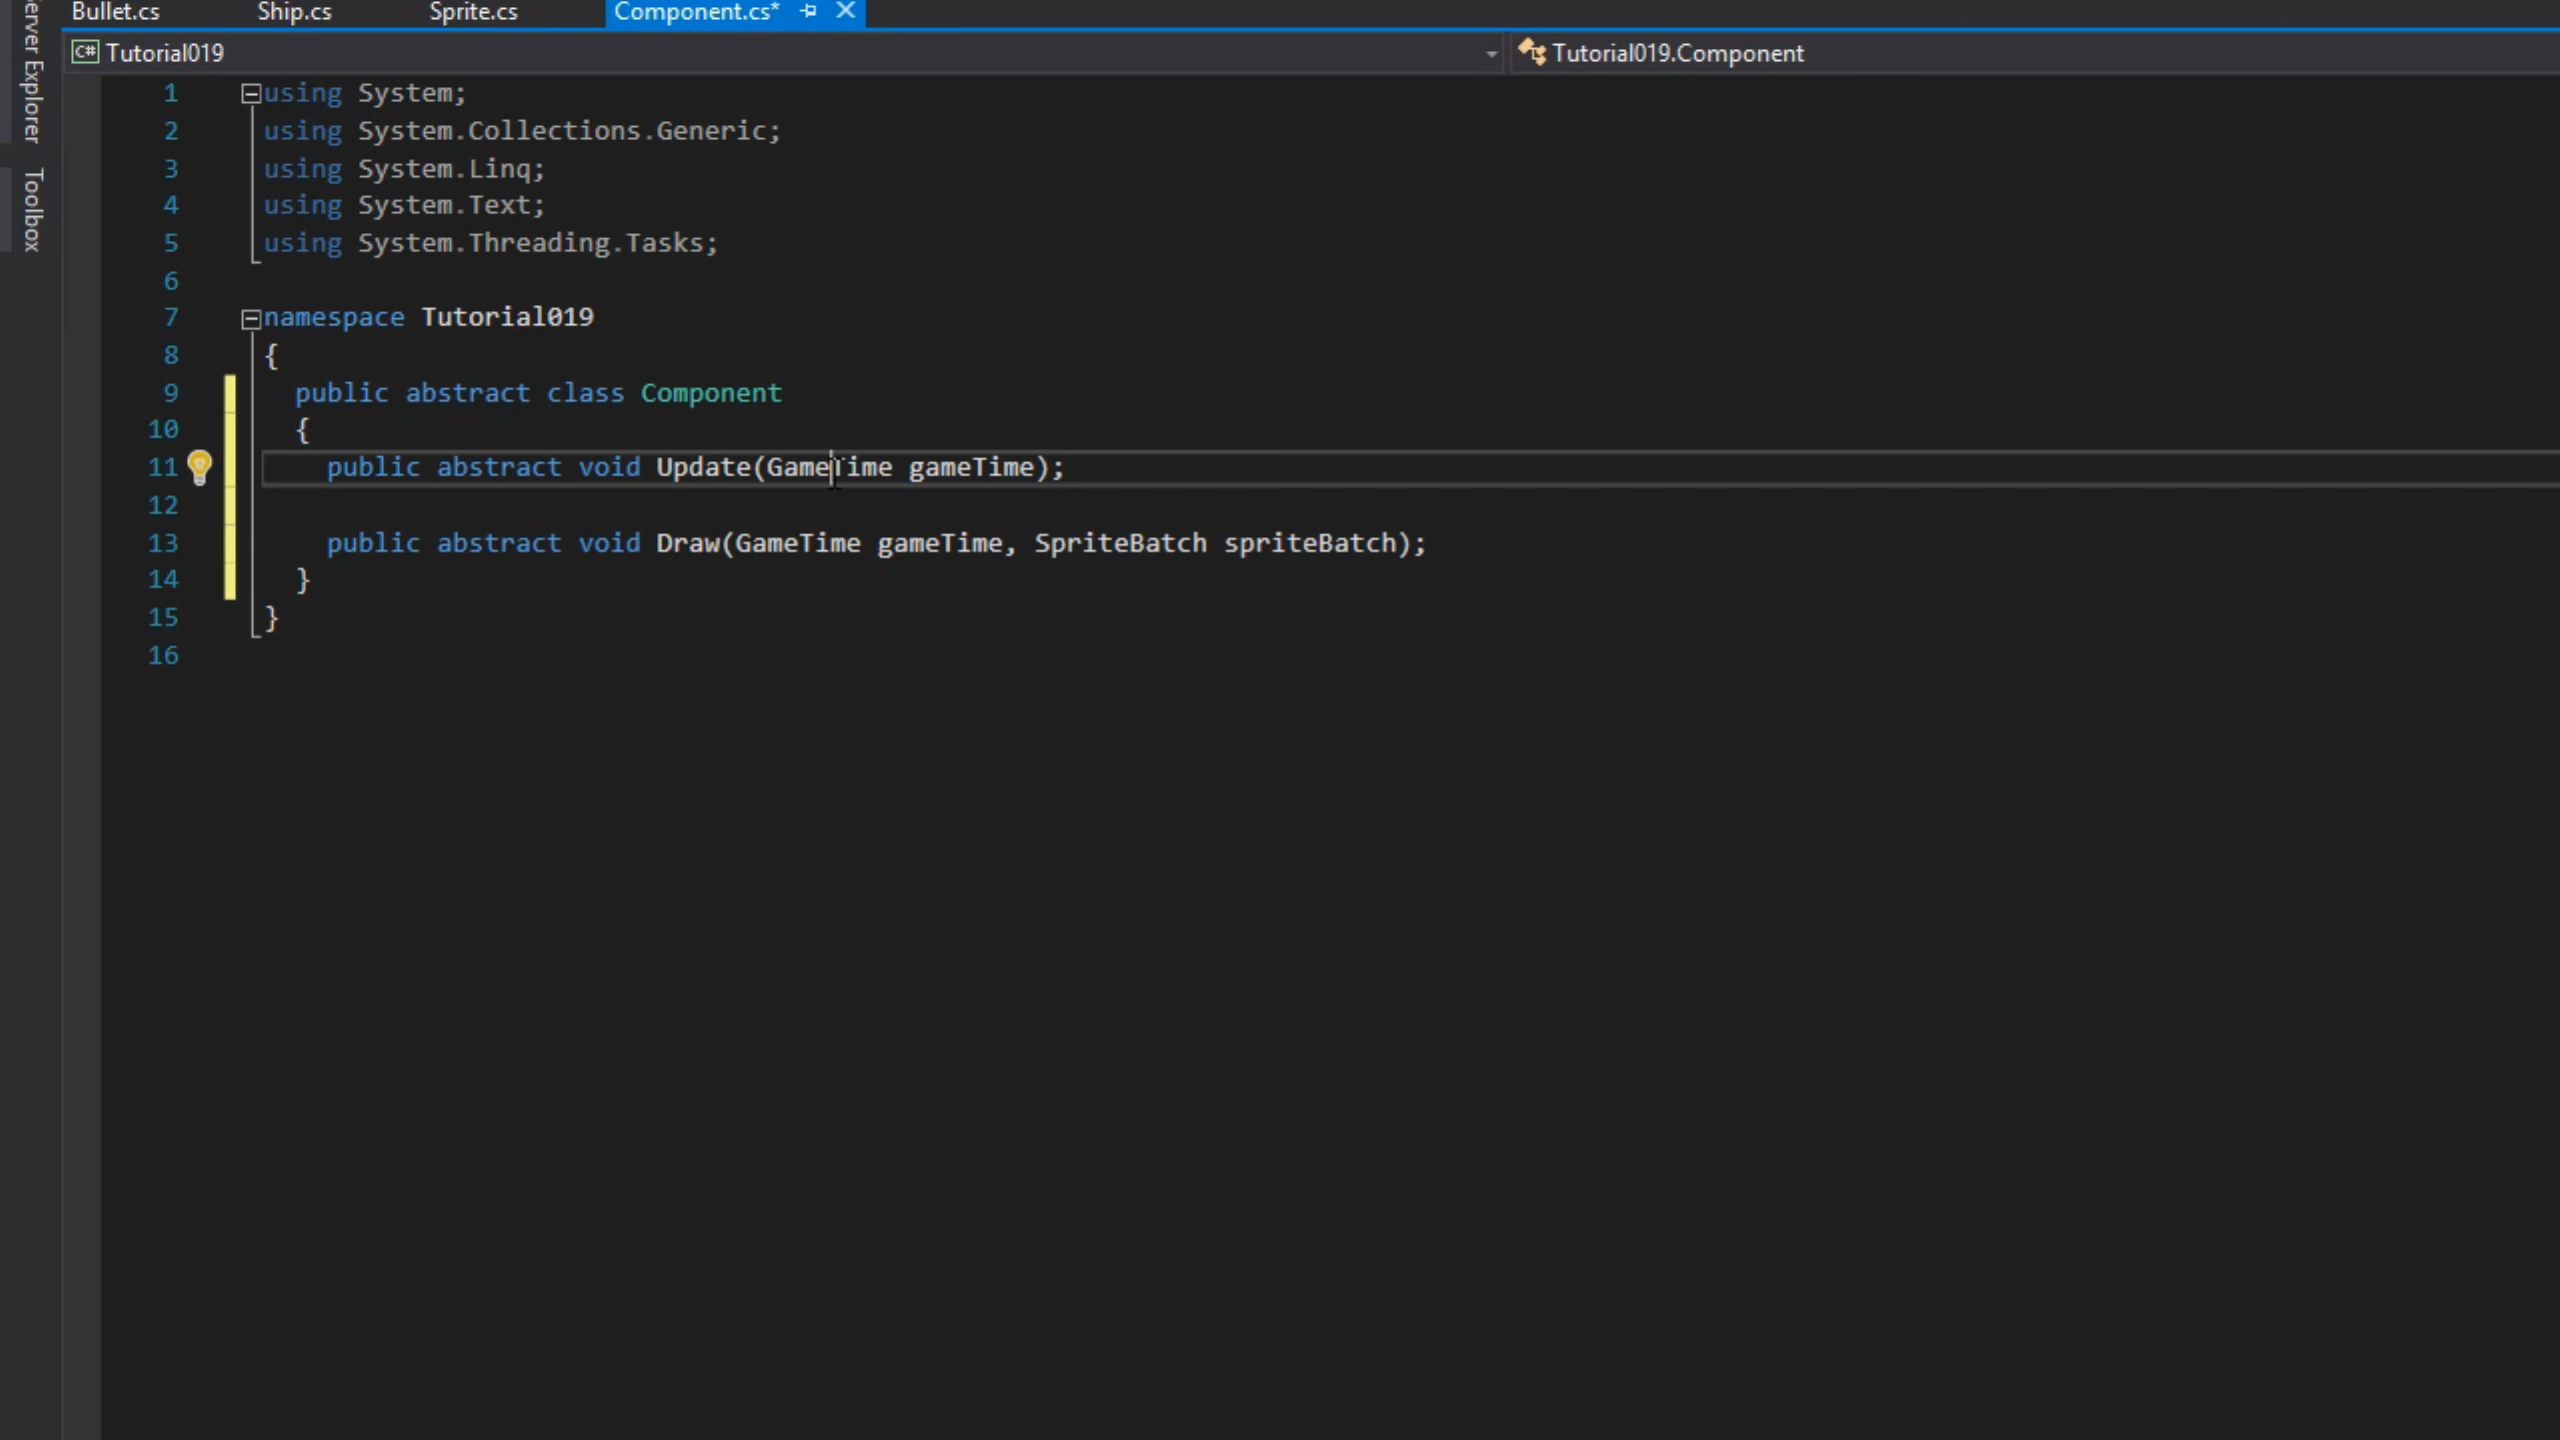 Bullet.cs Ship.cs Sprite.cs Component.cs*
C# Tutorial019 Tutorial019.Component
Explorer
Toolbox
1 using System;
2 using System.Collections.Generic;
3 using System.Linq;
4 using System.Text;
5 using System.Threading.Tasks;
6
7 namespace Tutorial019
8 {
9 public abstract class Component
10 {
11 public abstract void Update(GameTime gameTime);
12
13 public abstract void Draw(GameTime gameTime, SpriteBatch spriteBatch);
14 }
15 }
16